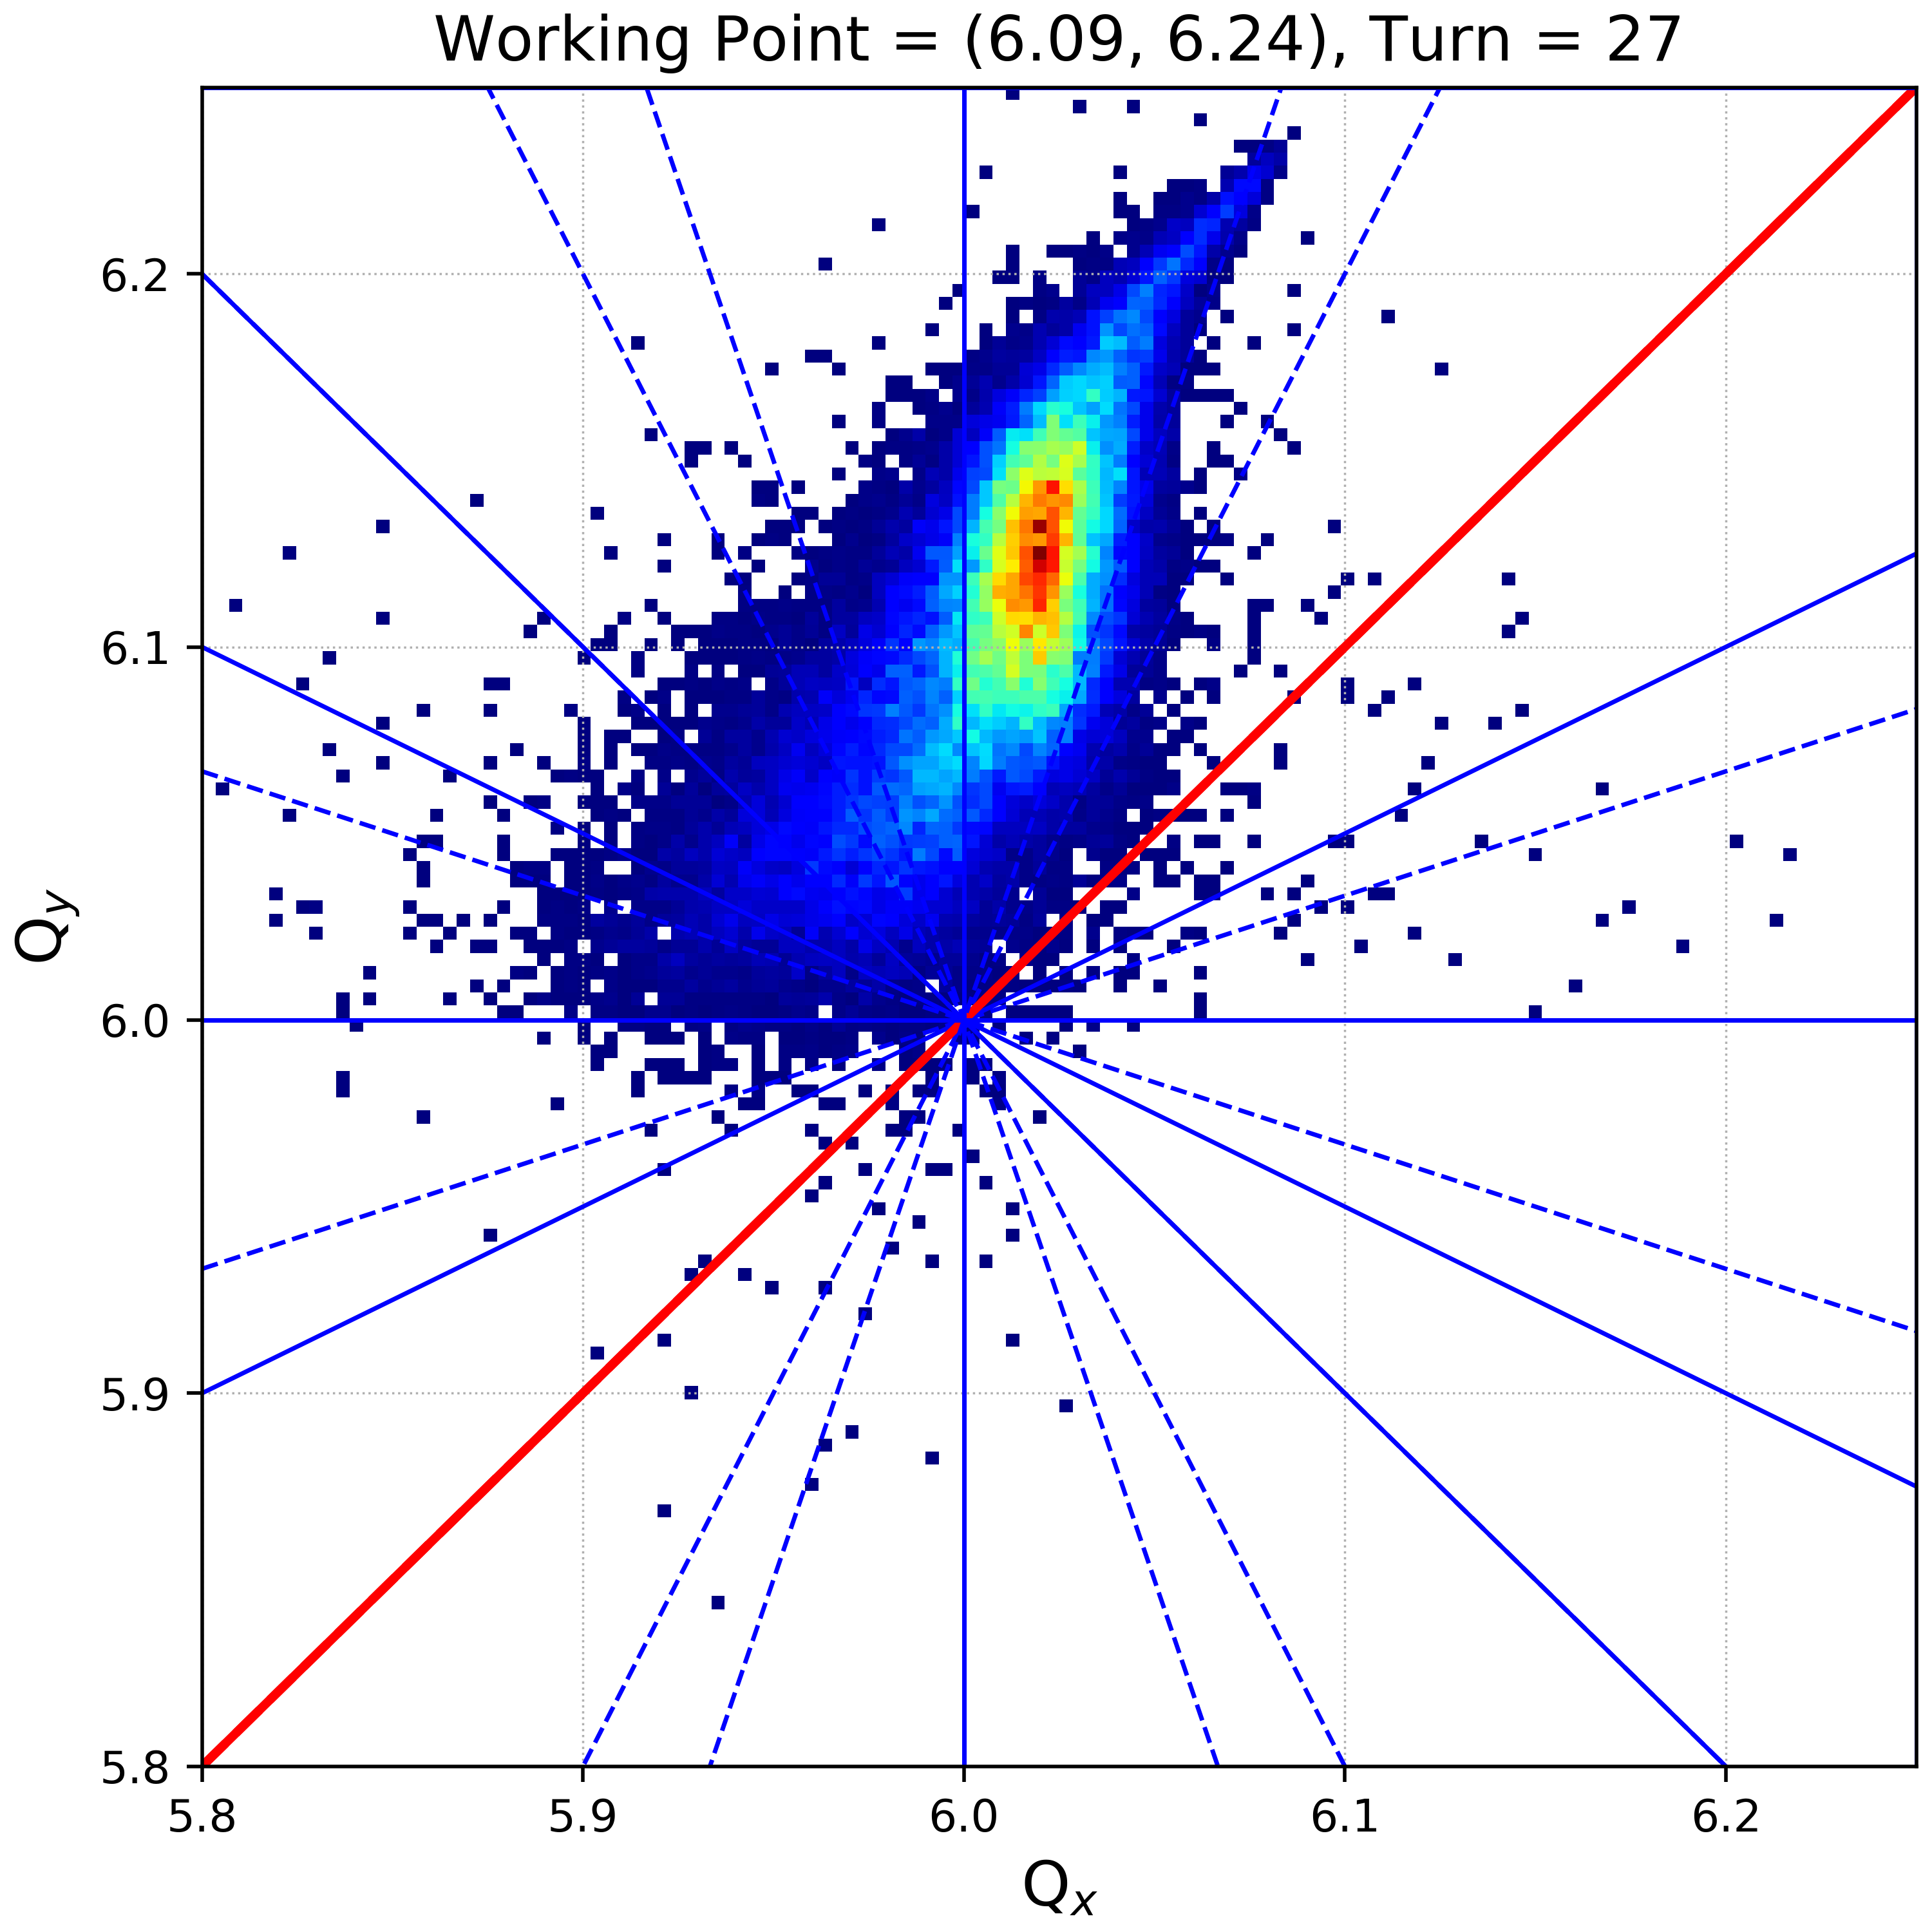 Working Point = (6.09, 6.24), Turn = 27
6.2
6.1
6.0
5.9
5.8
Qy
5.8 5.9 6.0 6.1 6.2
Qx